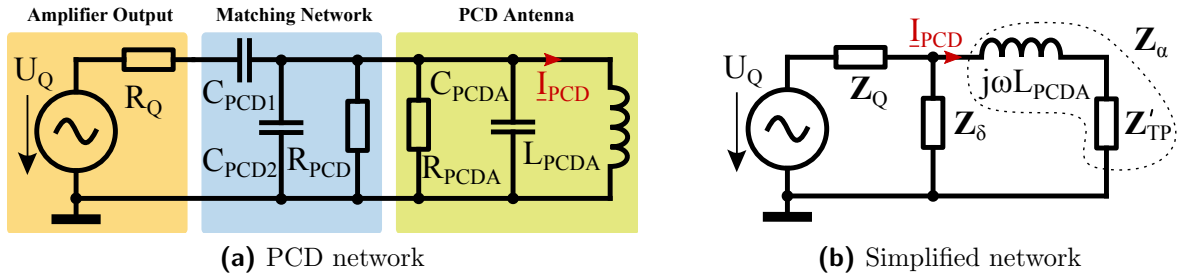 Amplifier Output
Matching Network
PCD Antenna
U_Q
R_Q
C_PCD1
C_PCD2
R_PCD
C_PCDA
R_PCDA
I_PCD
L_PCDA
(a) PCD network
U_Q
Z_Q
I_PCD
Z_δ
jωL_PCDA
Z_α
Z'_TP
(b) Simplified network